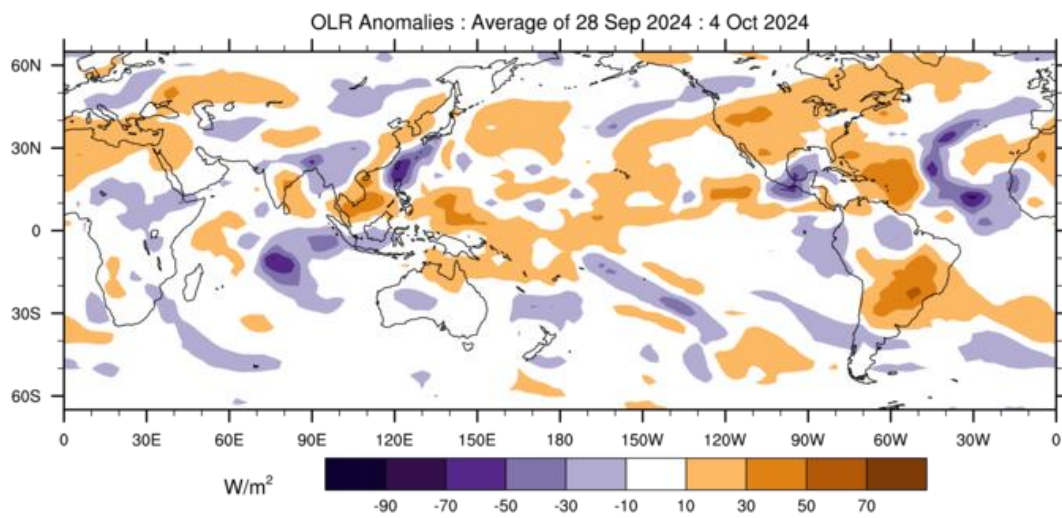 OLR Anomalies : Average of 28 Sep 2024 : 4 Oct 2024
60N
30N
0
30S
60S
0 30E 60E 90E 120E 150E 180 150W 120W 90W 60W 30W 0
W/m²
-90 -70 -50 -30 -10 10 30 50 70